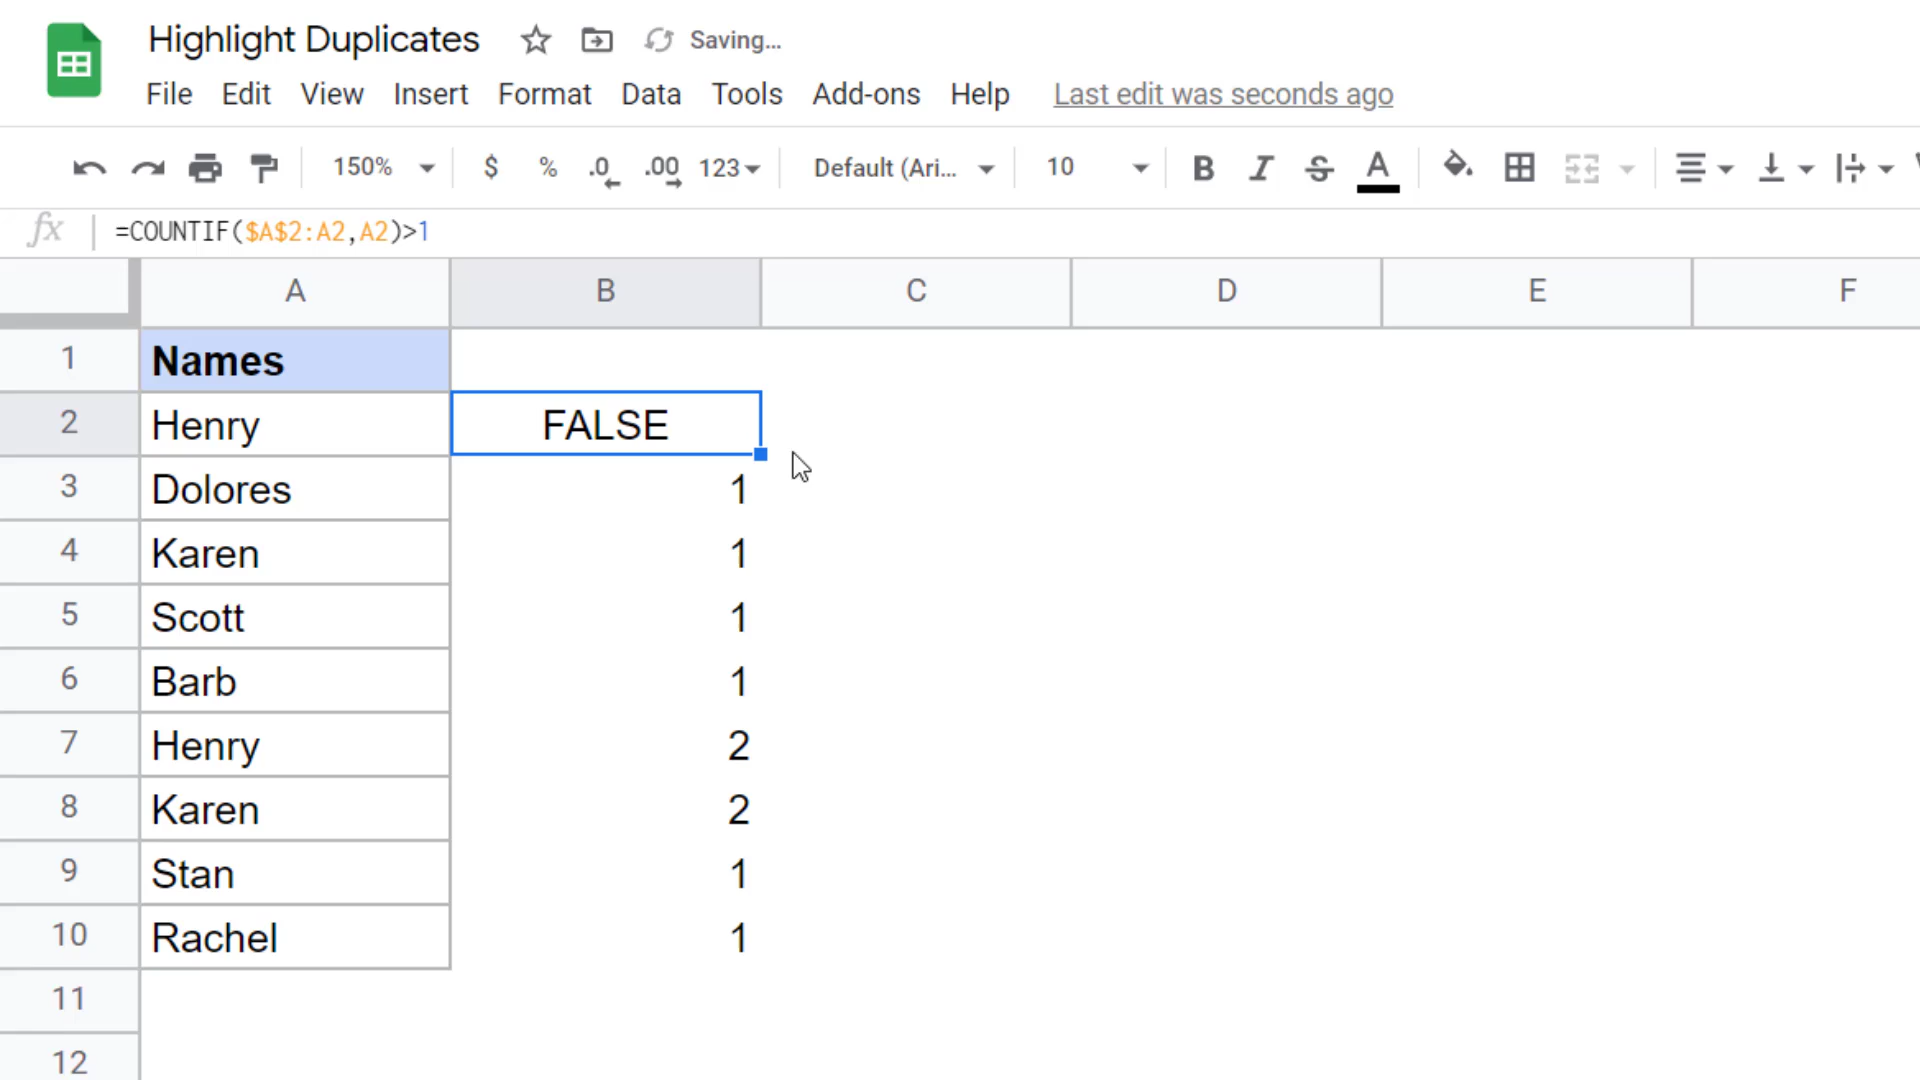 Highlight Duplicates Saving...
File Edit View Insert Format Data Tools Add-ons Help Last edit was seconds ago
150% $ % .0 .00 123 Default (Ari... 10 B I S A
fx =COUNTIF($A$2:A2,A2)>1
A B C D E F
1 Names
2 Henry FALSE
3 Dolores 1
4 Karen 1
5 Scott 1
6 Barb 1
7 Henry 2
8 Karen 2
9 Stan 1
10 Rachel 1
11
12